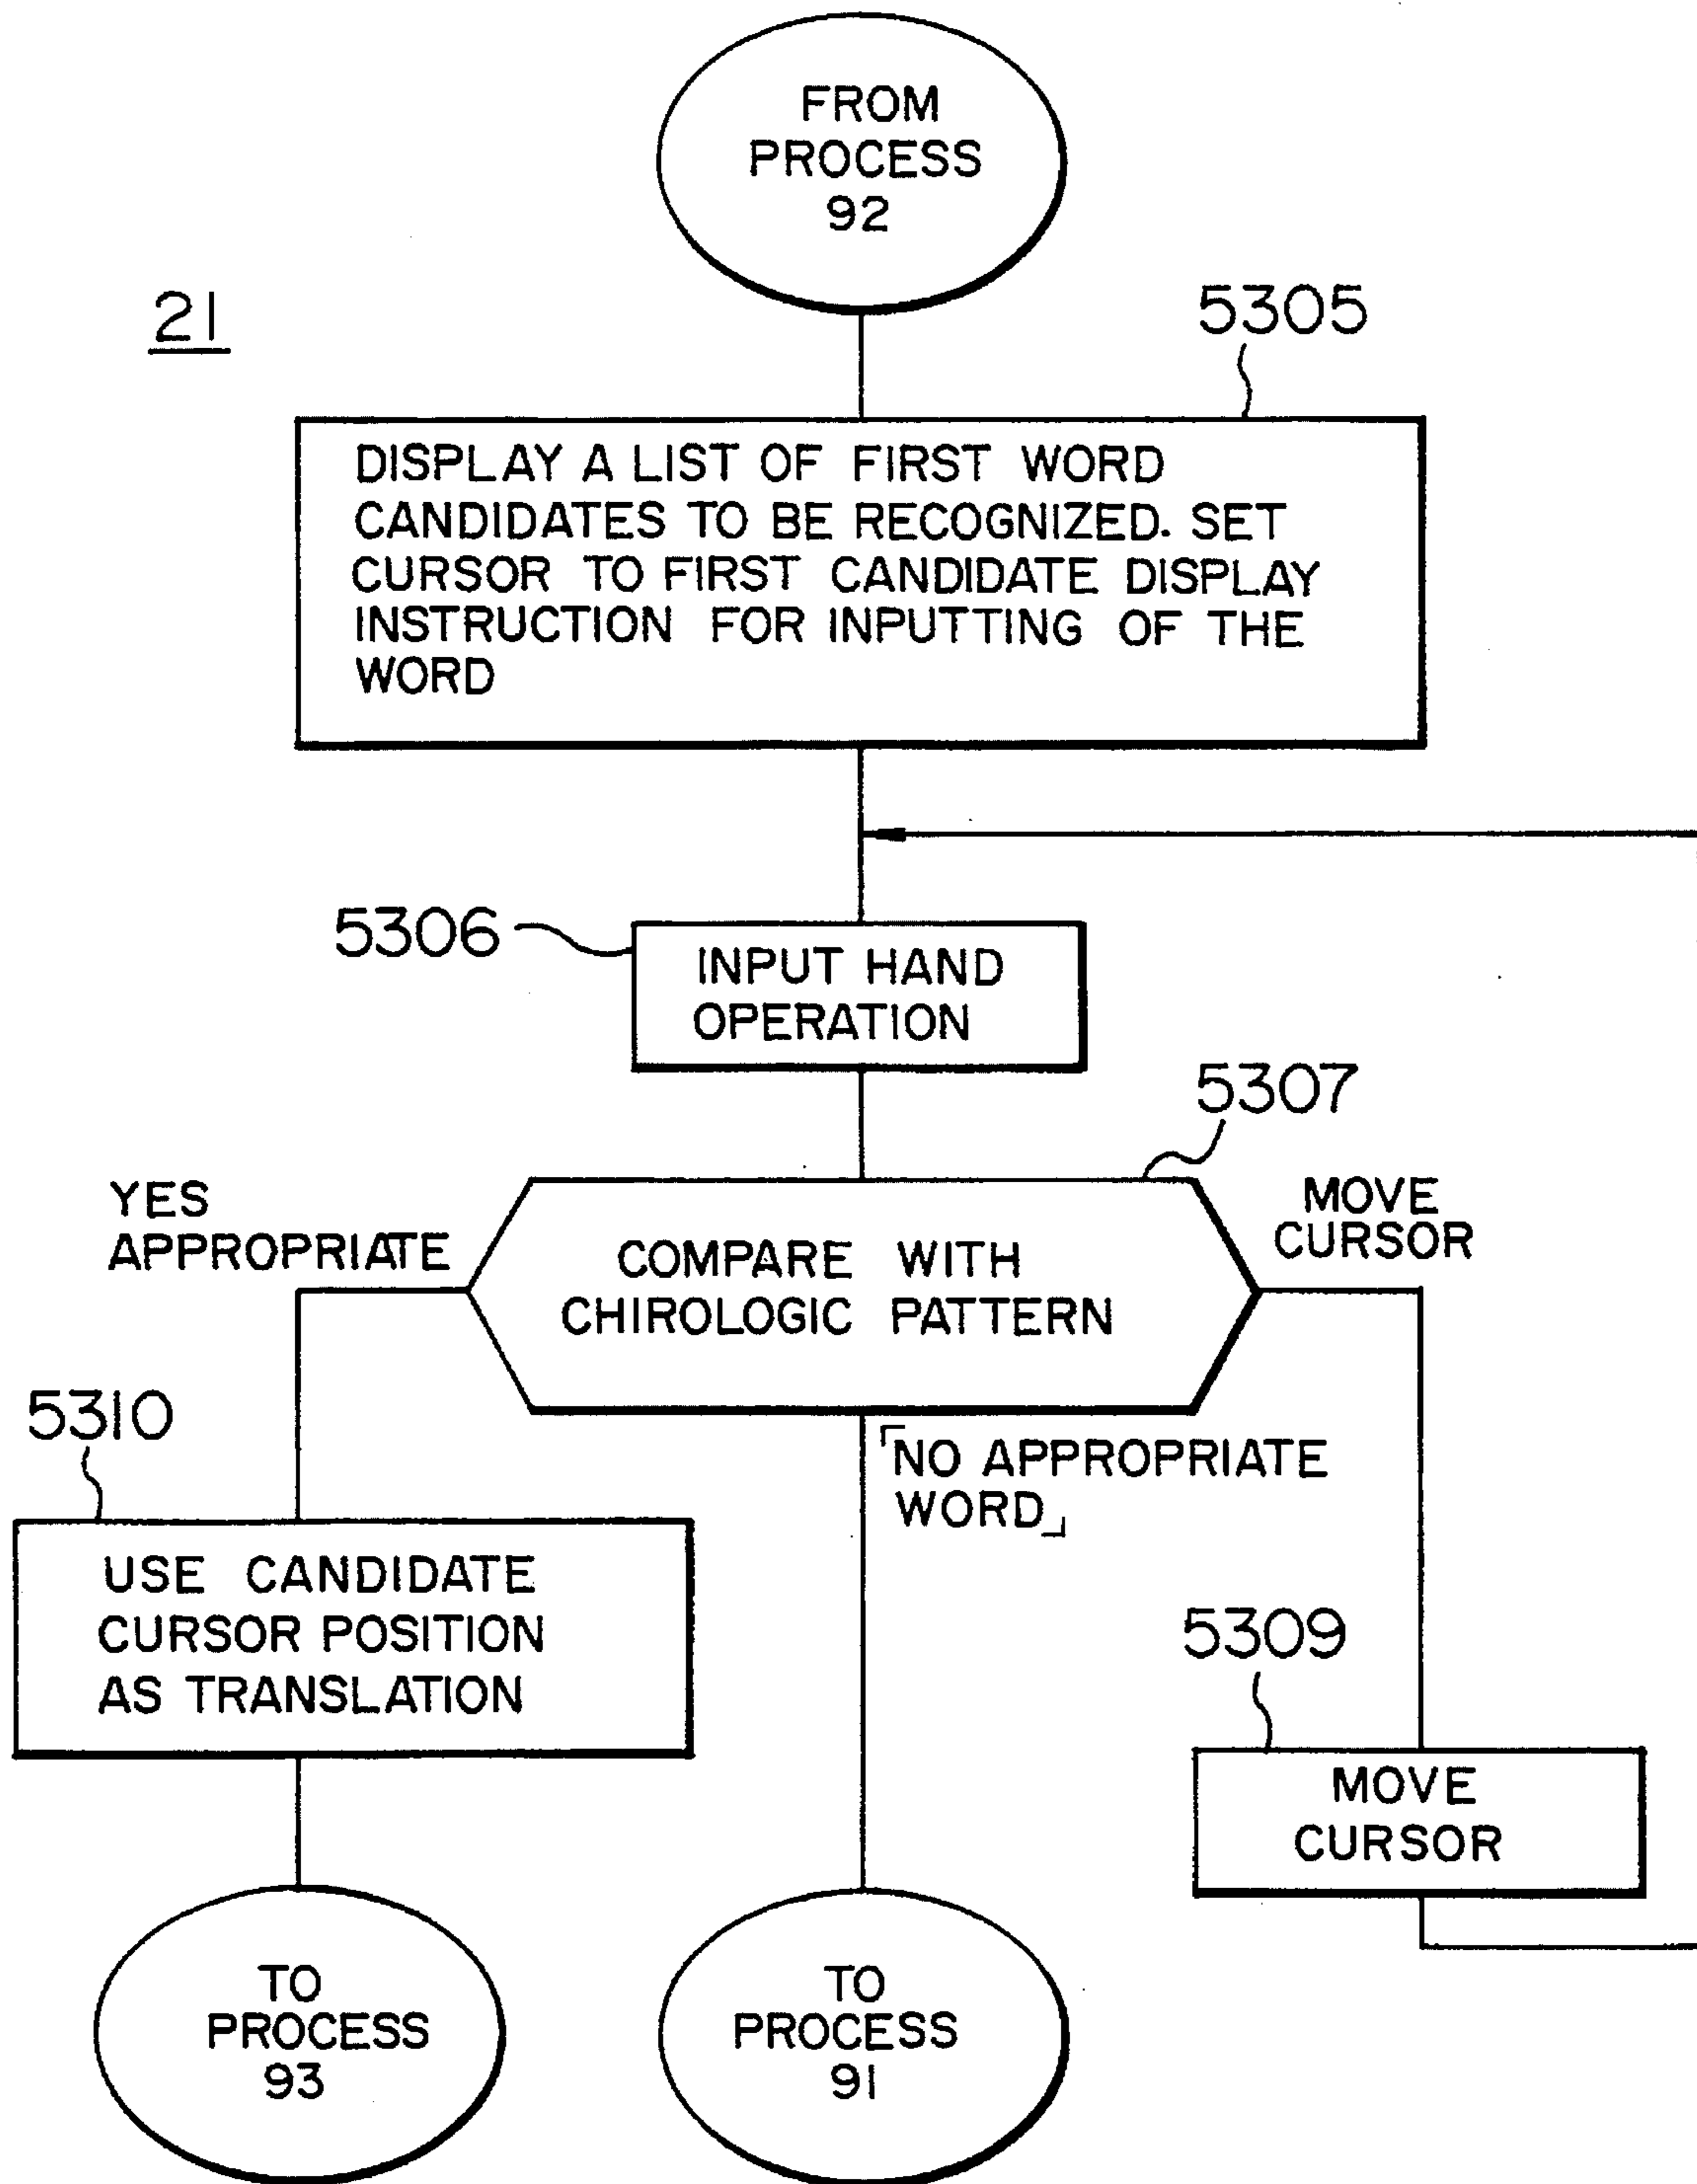 FROM
PROCESS
92
21
5305
DISPLAY A LIST OF FIRST WORD
CANDIDATES TO BE RECOGNIZED. SET
CURSOR TO FIRST CANDIDATE DISPLAY
INSTRUCTION FOR INPUTTING OF THE
WORD
5306
INPUT HAND
OPERATION
5307
YES
APPROPRIATE
COMPARE WITH
CHIROLOGIC PATTERN
MOVE
CURSOR
5310
「NO APPROPRIATE
WORD」
USE CANDIDATE
CURSOR POSITION
AS TRANSLATION
5309
MOVE
CURSOR
TO
PROCESS
93
TO
PROCESS
91